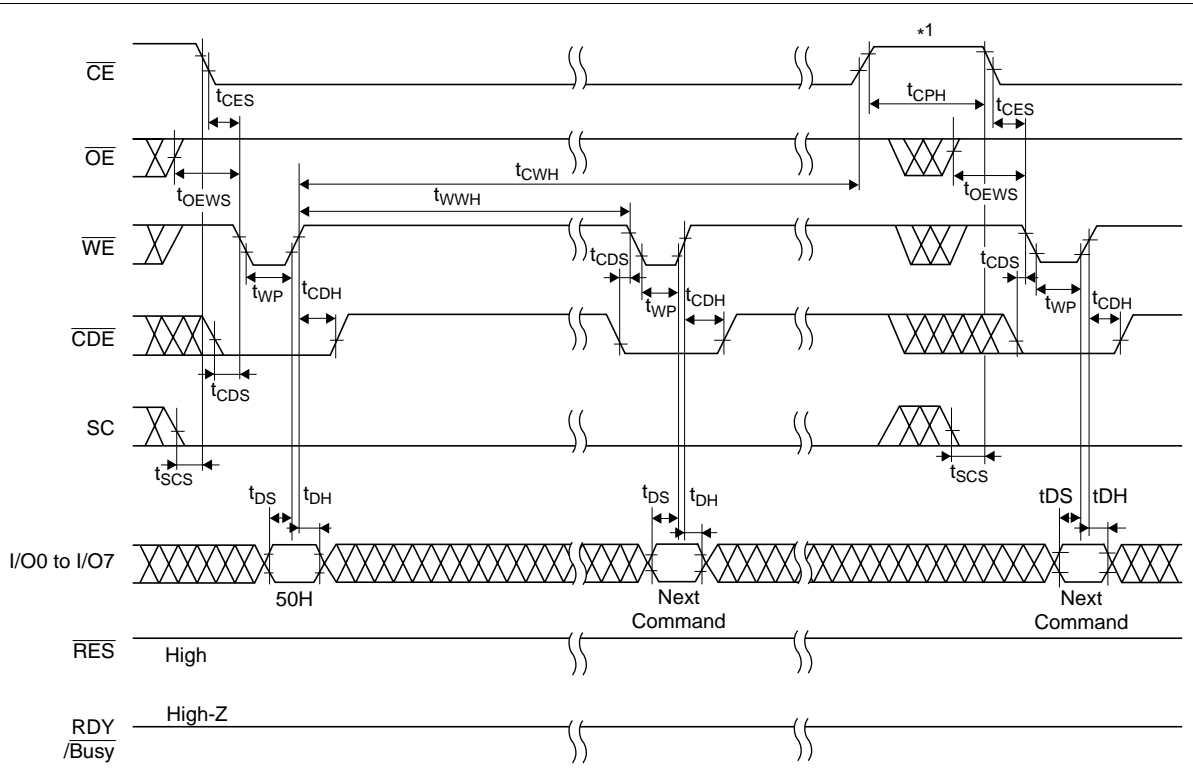 *1
CE
tCES
tCPH
tCES
OE
tOEWS
tCWH
tOEWS
tWWH
WE
tCDS
tCDS
tWP
tCDH
tWP
tCDH
tWP
tCDH
CDE
tCDS
SC
tSCS
tSCS
tDS
tDH
tDS
tDH
tDS
tDH
I/O0 to I/O7
50H
Next
Command
Next
Command
RES
High
High-Z
RDY
/Busy